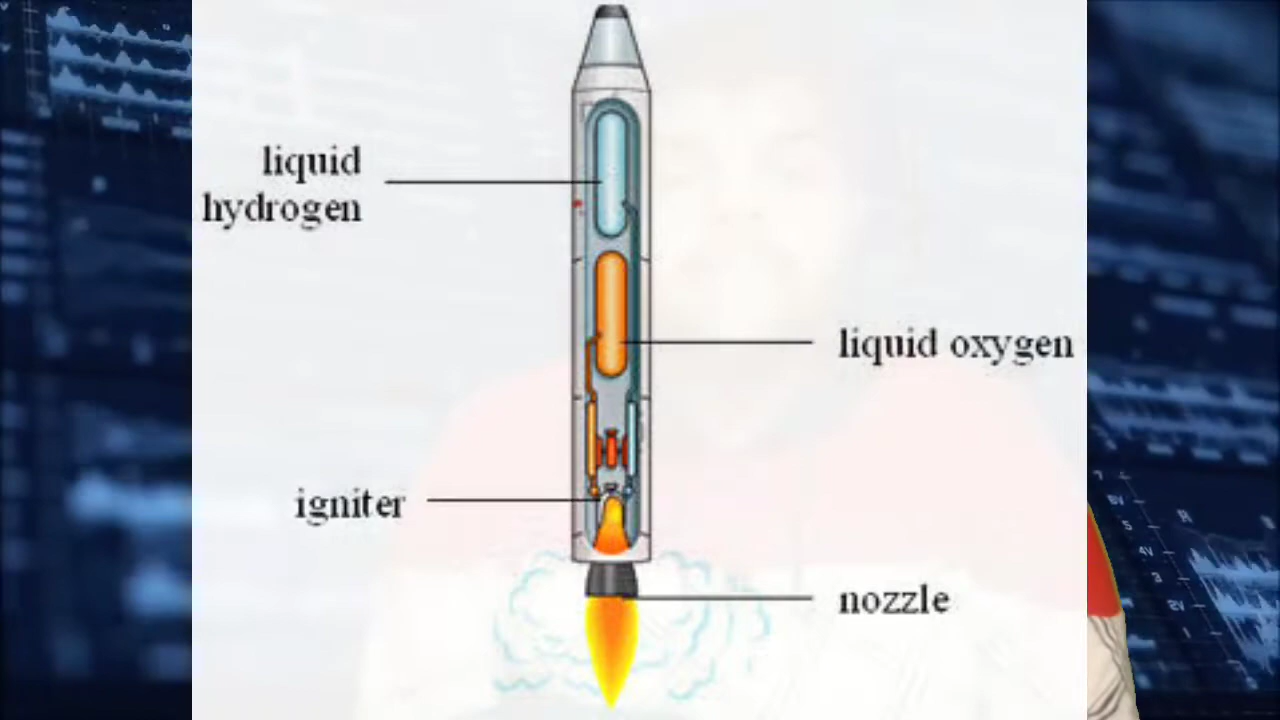 liquid
hydrogen
liquid oxygen
igniter
nozzle